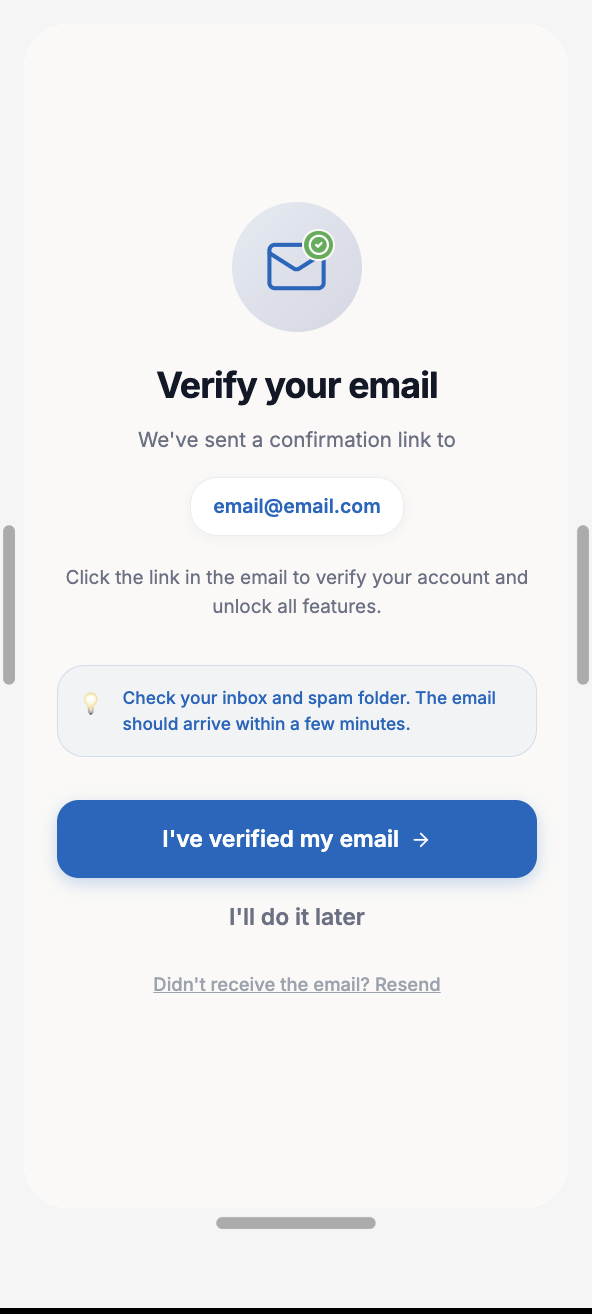 Verify your email
We've sent a confirmation link to
email@email.com
Click the link in the email to verify your account and
unlock all features.
Check your inbox and spam folder. The email
should arrive within a few minutes.
I've verified my email →
I'll do it later
Didn't receive the email? Resend